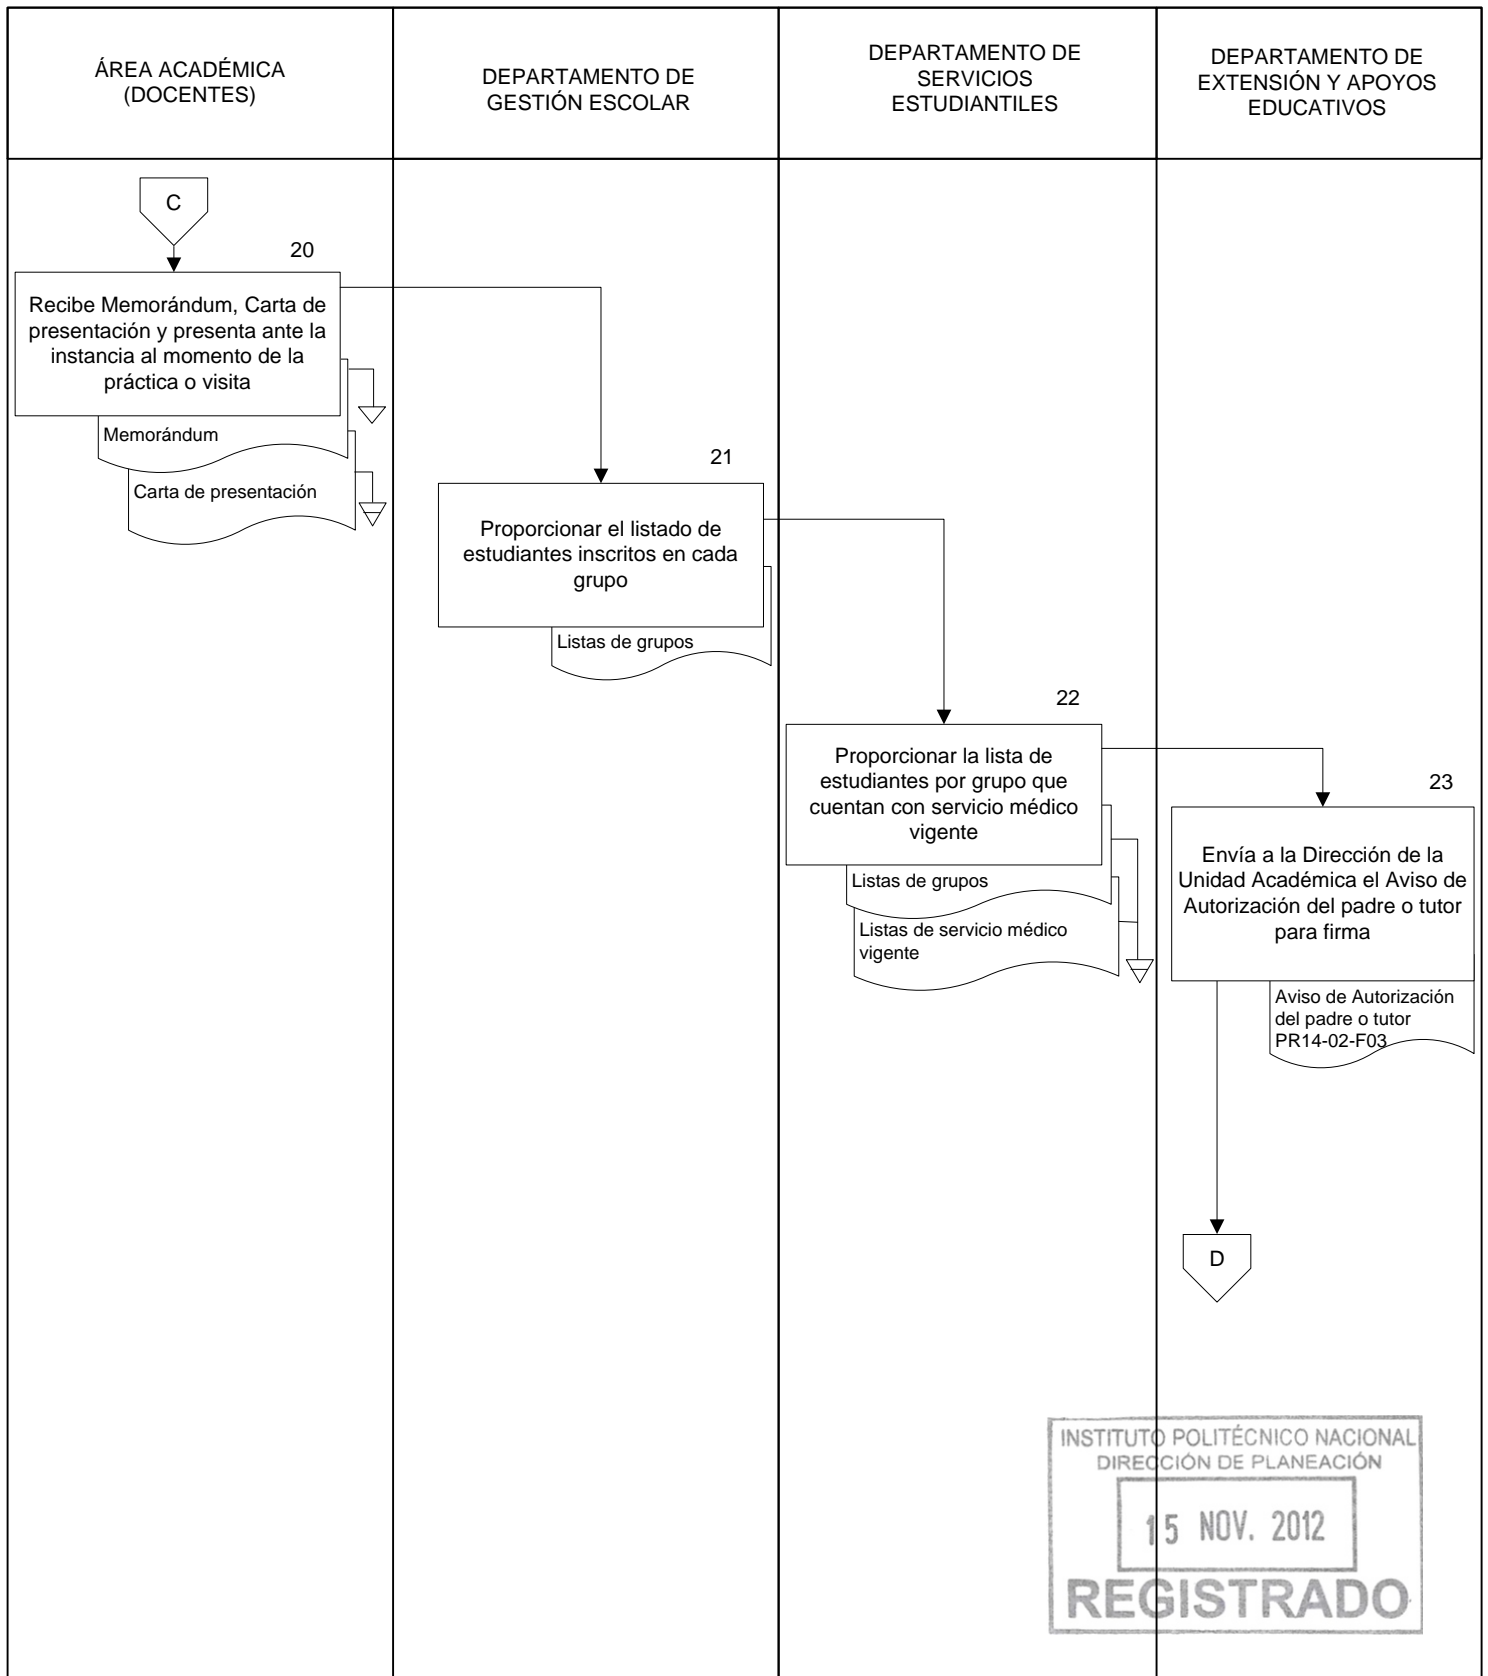 ÁREA ACADÉMICA
(DOCENTES)
DEPARTAMENTO DE
GESTIÓN ESCOLAR
DEPARTAMENTO DE
SERVICIOS
ESTUDIANTILES
DEPARTAMENTO DE
EXTENSIÓN Y APOYOS
EDUCATIVOS
C
20
Recibe Memorándum, Carta de
presentación y presenta ante la
instancia al momento de la
práctica o visita
Memorándum
Carta de presentación
21
Proporcionar el listado de
estudiantes inscritos en cada
grupo
Listas de grupos
22
Proporcionar la lista de
estudiantes por grupo que
cuentan con servicio médico
vigente
Listas de grupos
Listas de servicio médico
vigente
23
Envía a la Dirección de la
Unidad Académica el Aviso de
Autorización del padre o tutor
para firma
Aviso de Autorización
del padre o tutor
PR14-02-F03
D
INSTITUTO POLITÉCNICO NACIONAL
DIRECCIÓN DE PLANEACIÓN
15 NOV. 2012
REGISTRADO